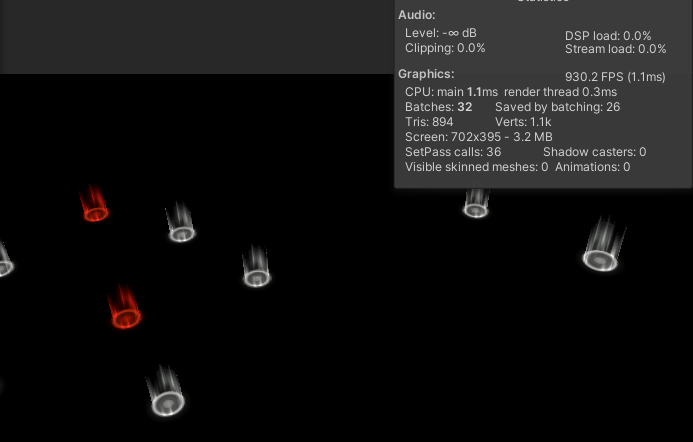 Statistics
Audio:
Level: -∞ dB DSP load: 0.0%
Clipping: 0.0% Stream load: 0.0%
Graphics: 930.2 FPS (1.1ms)
CPU: main 1.1ms render thread 0.3ms
Batches: 32 Saved by batching: 26
Tris: 894 Verts: 1.1k
Screen: 702x395 - 3.2 MB
SetPass calls: 36 Shadow casters: 0
Visible skinned meshes: 0 Animations: 0